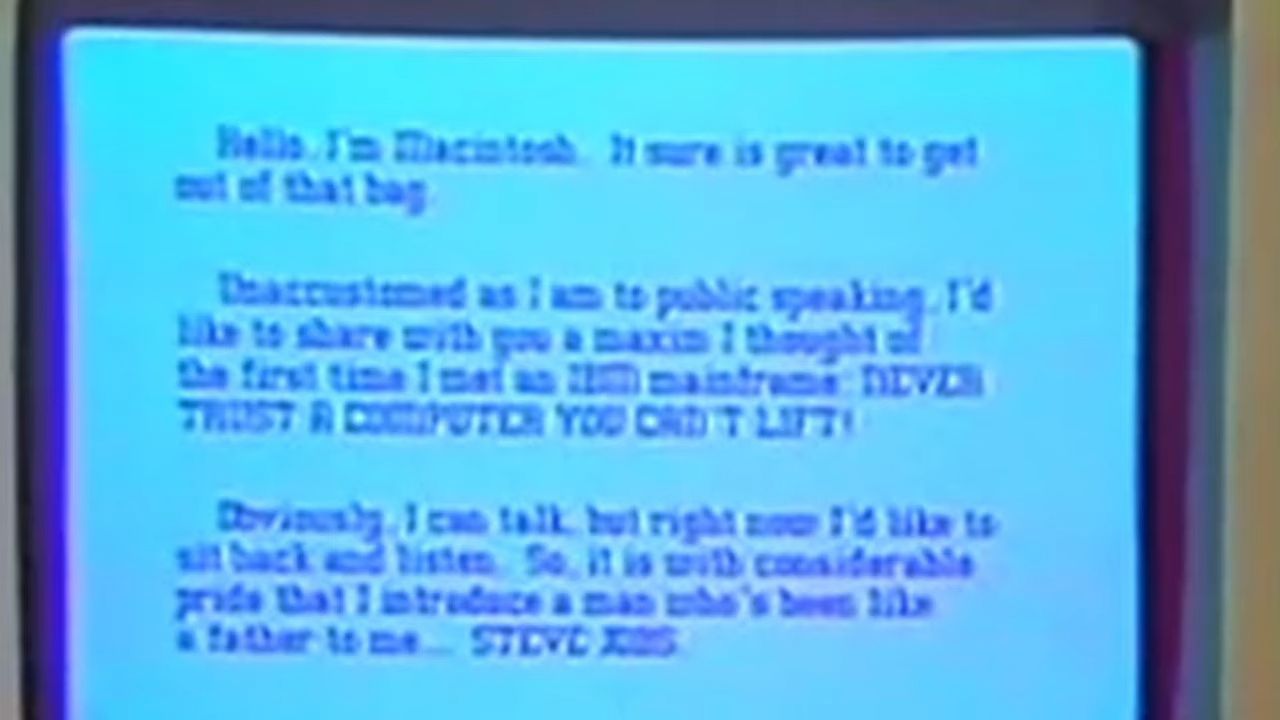 Hello, I'm Macintosh. It sure is great to get
out of that bag.
Unaccustomed as I am to public speaking, I'd
like to share with you a maxim I thought of
the first time I met an IBM mainframe: NEVER
TRUST A COMPUTER YOU CAN'T LIFT!
Obviously, I can talk, but right now I'd like to
sit back and listen. So, it is with considerable
pride that I introduce a man who's been like
a father to me... STEVE JOBS.